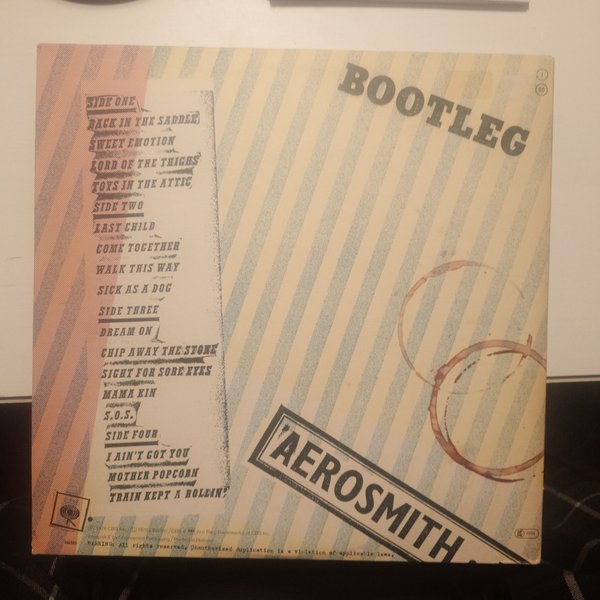 BOOTLEG
SIDE ONE
BACK IN THE SADDLE
SWEET EMOTION
LORD OF THE THIGHS
TOYS IN THE ATTIC
SIDE TWO
LAST CHILD
COME TOGETHER
WALK THIS WAY
SICK AS A DOG
SIDE THREE
DREAM ON
CHIP AWAY THE STONE
SIGHT FOR SORE EYES
MAMA KIN
S.O.S.
SIDE FOUR
I AIN'T GOT YOU
MOTHER POPCORN
TRAIN KEPT A ROLLIN'
'AEROSMITH
WARNING: All rights reserved. Unauthorized duplication is a violation of applicable laws.